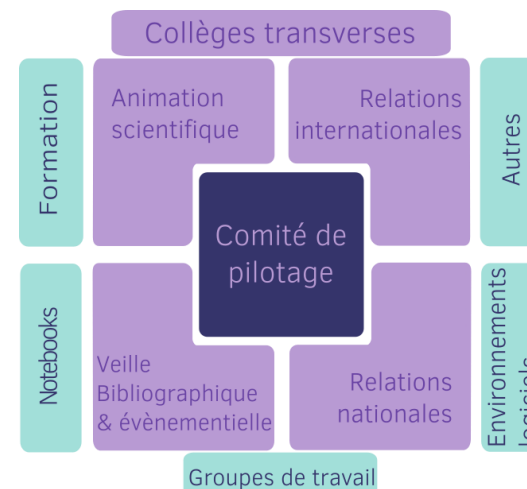 Collèges transverses
Formation
Animation
scientifique
Relations
internationales
Autres
Comité de
pilotage
Notebooks
Veille
Bibliographique
& évènementielle
Relations
nationales
Environnements
logiciels
Groupes de travail